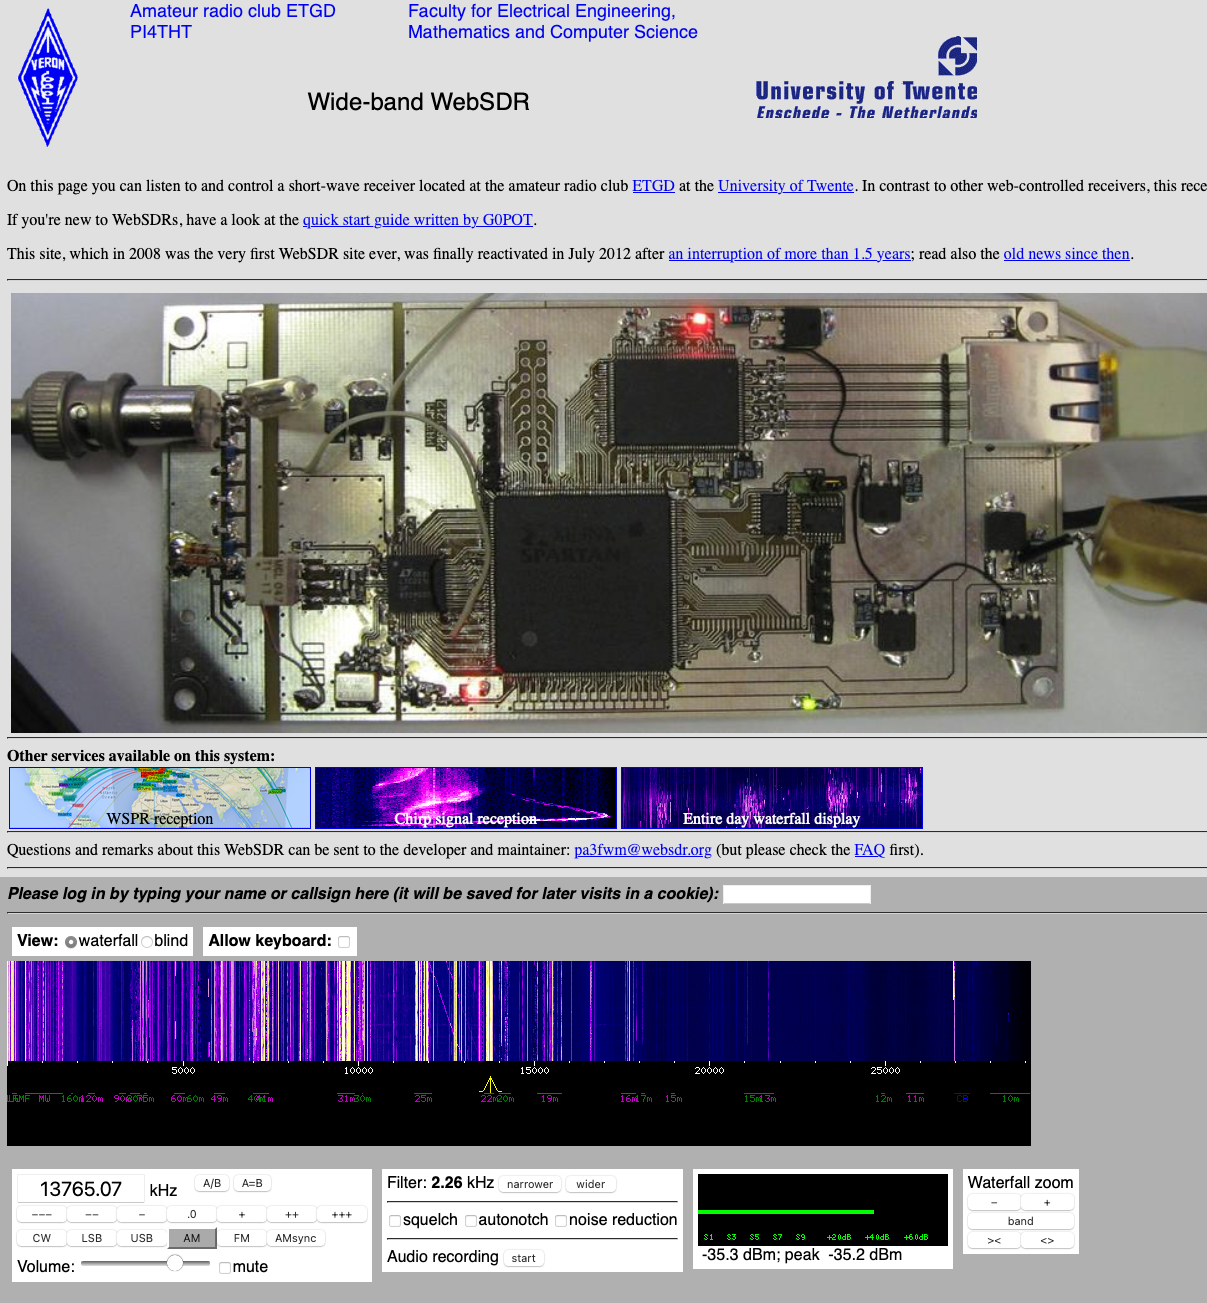 Amateur radio club ETGD
PI4THT
Faculty for Electrical Engineering,
Mathematics and Computer Science
VERON
Wide-band WebSDR
University of Twente
Enschede - The Netherlands
On this page you can listen to and control a short-wave receiver located at the amateur radio club ETGD at the University of Twente. In contrast to other web-controlled receivers, this rece
If you're new to WebSDRs, have a look at the quick start guide written by G0POT.
This site, which in 2008 was the very first WebSDR site ever, was finally reactivated in July 2012 after an interruption of more than 1.5 years; read also the old news since then.
XILINX
SPARTAN
Other services available on this system:
WSPR reception
Chirp signal reception
Entire day waterfall display
Questions and remarks about this WebSDR can be sent to the developer and maintainer: pa3fwm@websdr.org (but please check the FAQ first).
Please log in by typing your name or callsign here (it will be saved for later visits in a cookie):
View: waterfall blind
Allow keyboard:
5000 10000 15000 20000 25000
MW 160m 120m 90m 75m 60m 60m 49m 31m 30m 25m 22m 20m 19m 16m 17m 15m 15m 13m 12m 11m CB 10m
13765.07 kHz A/B A=B
--- -- - .0 + ++ +++
CW LSB USB AM FM AMsync
Volume: mute
Filter: 2.26 kHz narrower wider
squelch autonotch noise reduction
Audio recording start
S1 S3 S5 S7 S9 +20dB +40dB +60dB
-35.3 dBm; peak -35.2 dBm
Waterfall zoom
- +
band
>< <>